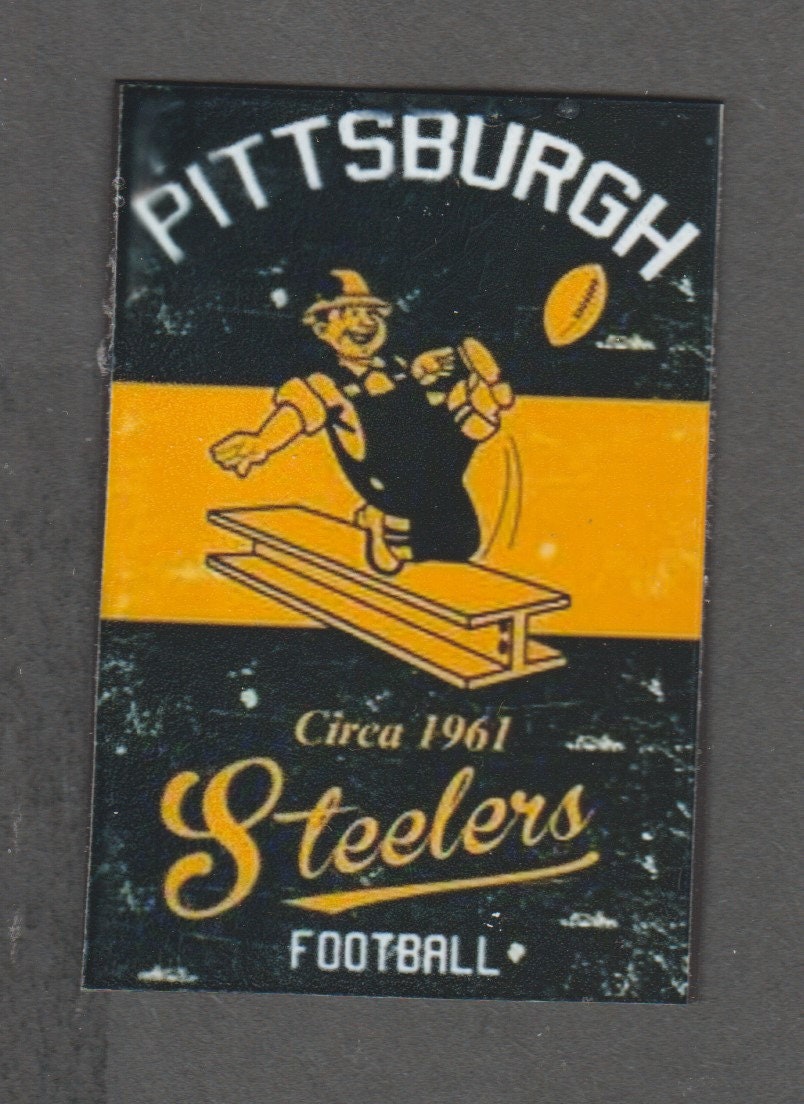 PITTSBURGH
Circa 1961
Steelers
FOOTBALL